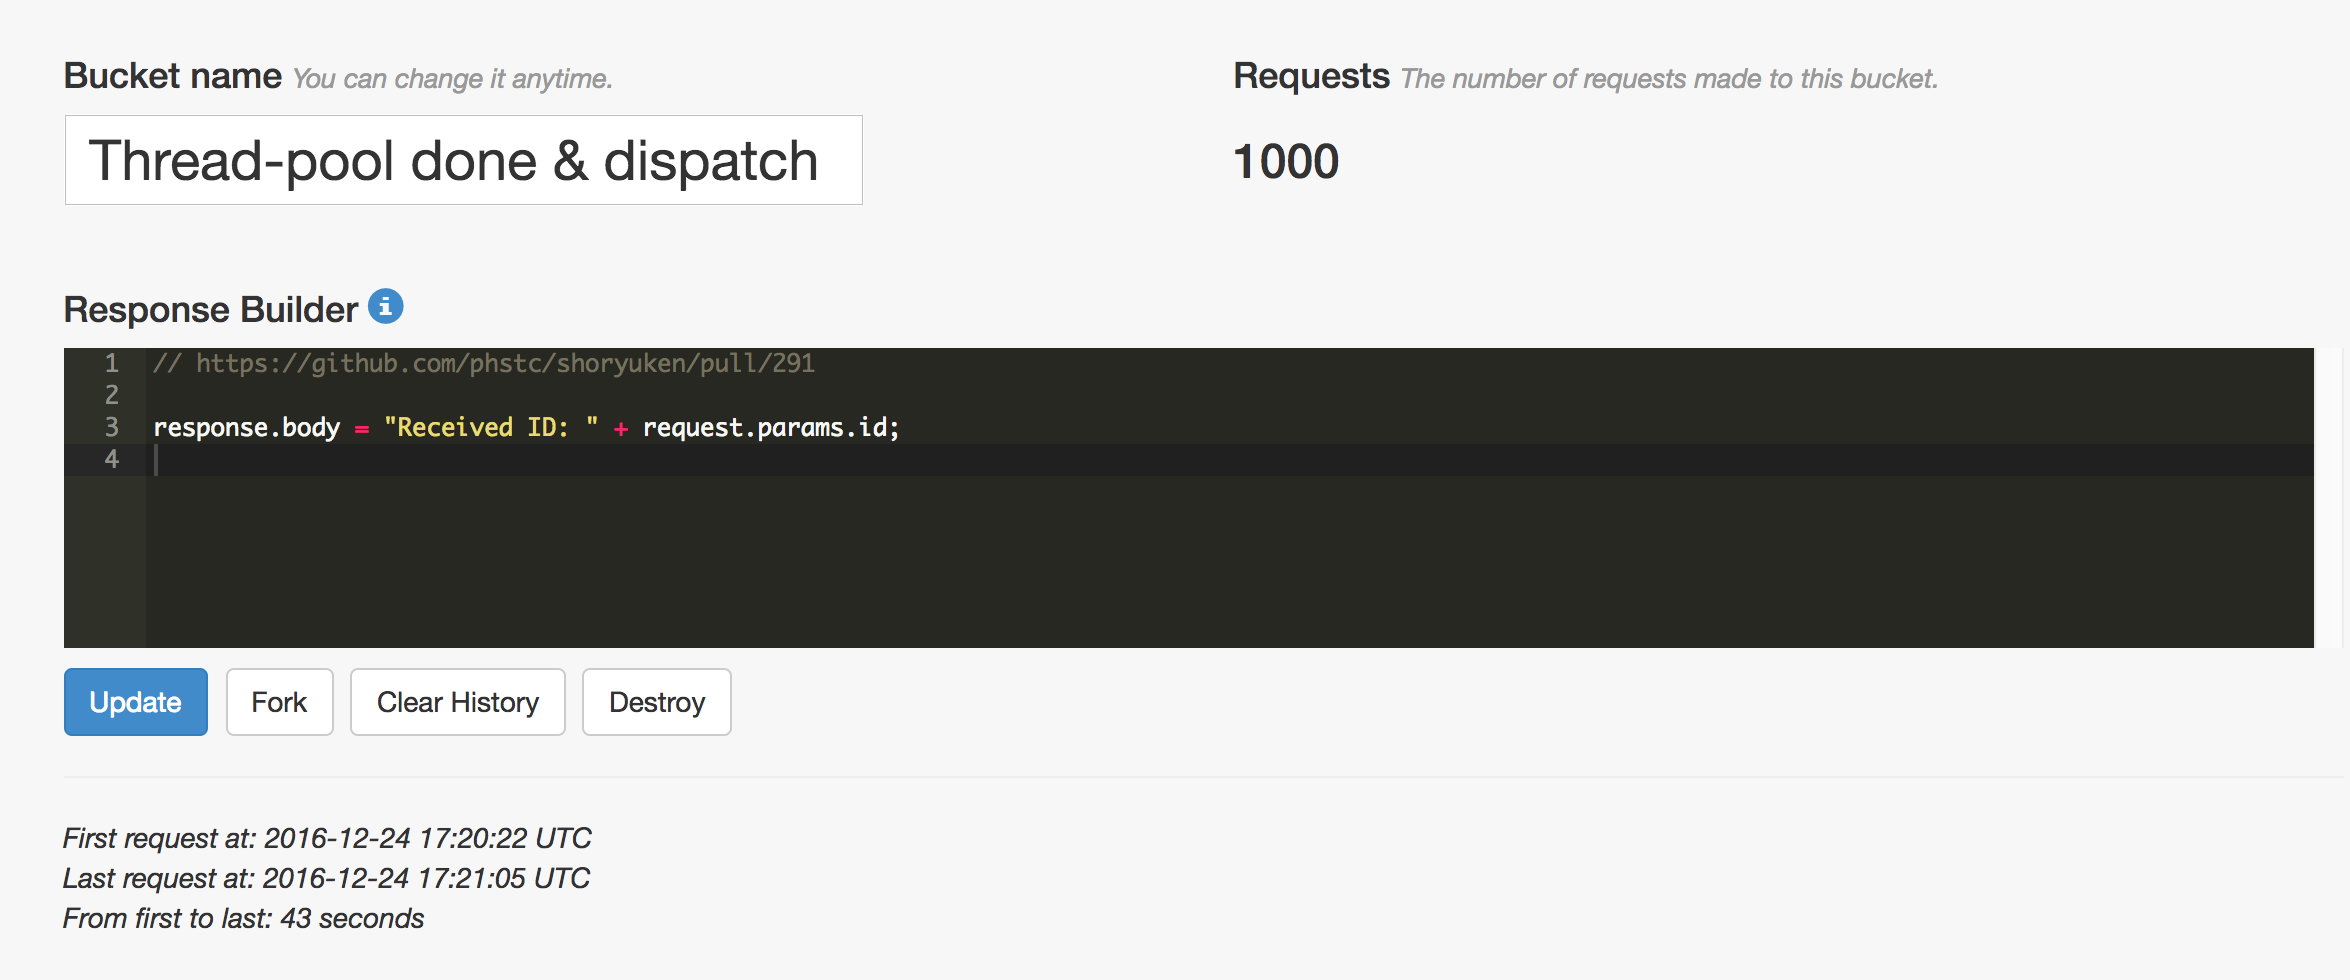 Bucket name You can change it anytime.
Requests The number of requests made to this bucket.
Thread-pool done & dispatch
1000
Response Builder
1 // https://github.com/phstc/shoryuken/pull/291
2
3 response.body = "Received ID: " + request.params.id;
4
Update Fork Clear History Destroy
First request at: 2016-12-24 17:20:22 UTC
Last request at: 2016-12-24 17:21:05 UTC
From first to last: 43 seconds